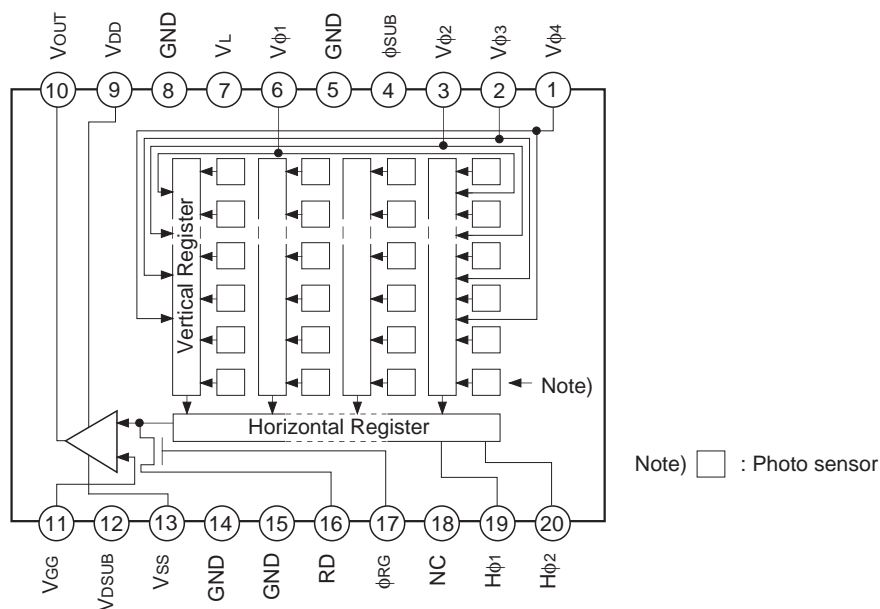 VOUT
VDD
GND
VL
Vϕ1
GND
ϕSUB
Vϕ2
Vϕ3
Vϕ4
10
9
8
7
6
5
4
3
2
1
Vertical Register
Note)
Horizontal Register
Note) : Photo sensor
11
12
13
14
15
16
17
18
19
20
VGG
VDSUB
VSS
GND
GND
RD
ϕRG
NC
Hϕ1
Hϕ2